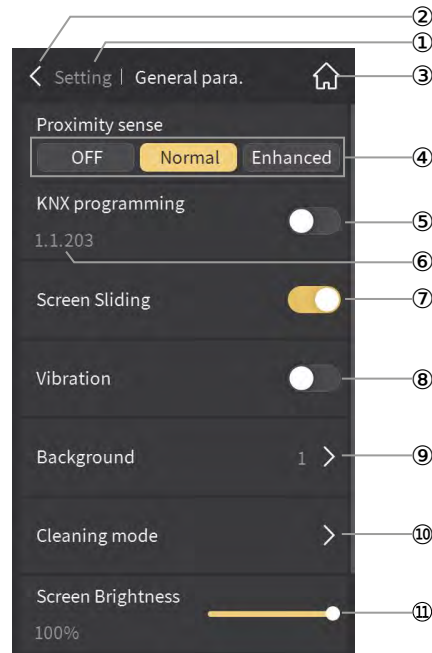 ②
①
Setting | General para.
③
Proximity sense
OFF Normal Enhanced
④
KNX programming
⑤
1.1.203
⑥
Screen Sliding
⑦
Vibration
⑧
Background 1
⑨
Cleaning mode
⑩
Screen Brightness
⑪
100%